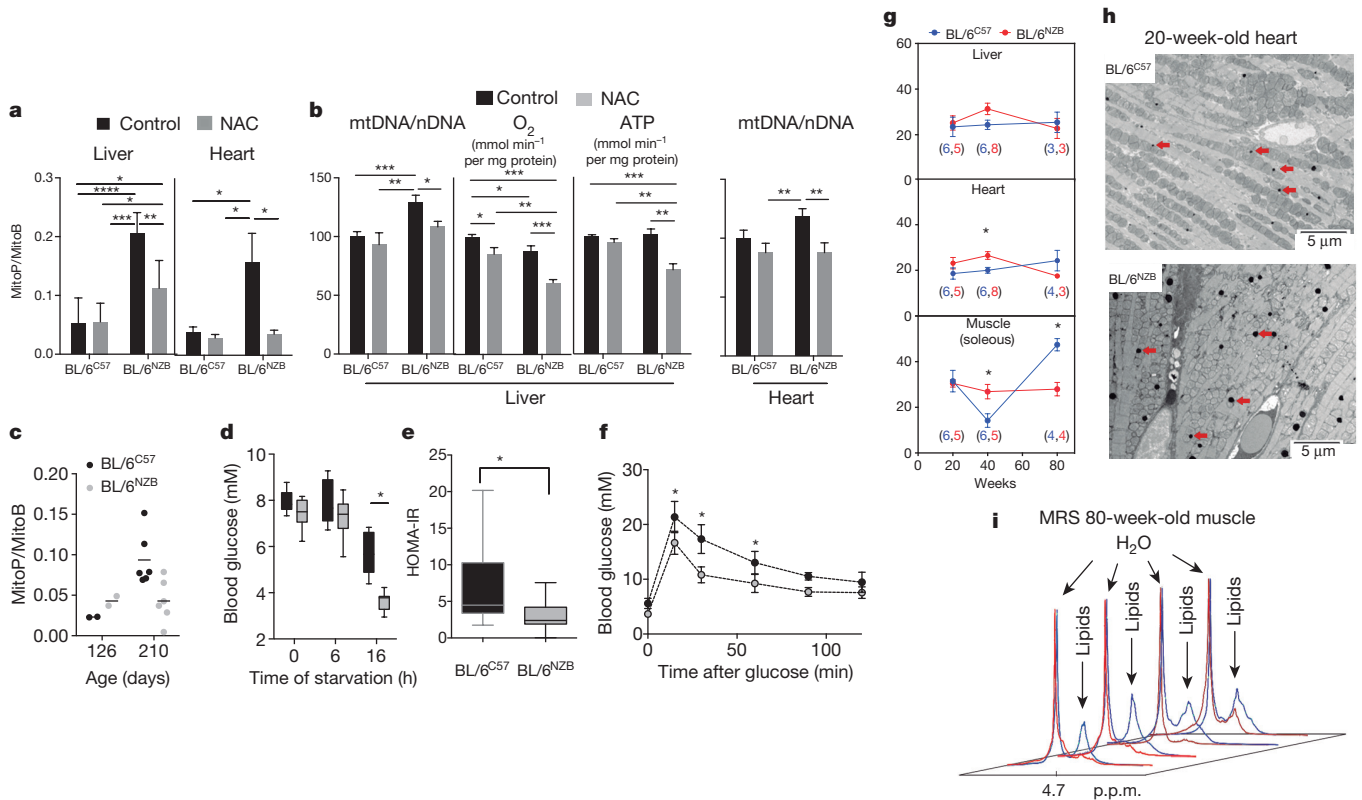 a
Control NAC
Liver Heart
MitoP/MitoB
0.3
0.2
0.1
0.0
* **** * *** **
* * *
BL/6C57 BL/6NZB BL/6C57 BL/6NZB
b
Control NAC
mtDNA/nDNA
O2
(mmol min−1
per mg protein)
ATP
(mmol min−1
per mg protein)
mtDNA/nDNA
150
100
50
0
*** ** *
*** * ** * ***
*** ** **
** **
BL/6C57 BL/6NZB BL/6C57 BL/6NZB BL/6C57 BL/6NZB BL/6C57 BL/6NZB
Liver Heart
c
MitoP/MitoB
BL/6C57
BL/6NZB
0.20
0.15
0.10
0.05
0.00
126 210
Age (days)
d
Blood glucose (mM)
10
8
6
4
2
*
0 6 16
Time of starvation (h)
e
HOMA-IR
25
20
15
10
5
0
*
BL/6C57 BL/6NZB
f
Blood glucose (mM)
30
20
10
0
* * *
0 50 100
Time after glucose (min)
g
BL/6C57 BL/6NZB
60
40
20
0
Liver
(6,5) (6,8) (3,3)
40
20
0
Heart
*
(6,5) (6,8) (4,3)
40
20
0
Muscle
(soleous)
* *
(6,5) (6,5) (4,4)
0 20 40 60 80
Weeks
h
20-week-old heart
BL/6C57
5 μm
BL/6NZB
5 μm
i
MRS 80-week-old muscle
H2O
Lipids
Lipids
Lipids
Lipids
4.7 p.p.m.